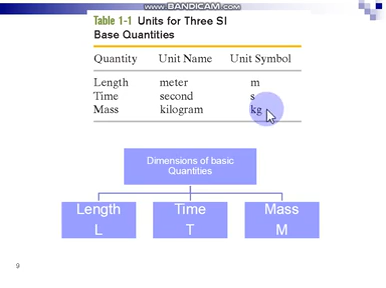 www.BANDICAM.com
Table 1-1 Units for Three SI
Base Quantities
Quantity Unit Name Unit Symbol
Length meter m
Time second s
Mass kilogram kg
Dimensions of basic
Quantities
Length Time Mass
L T M
9